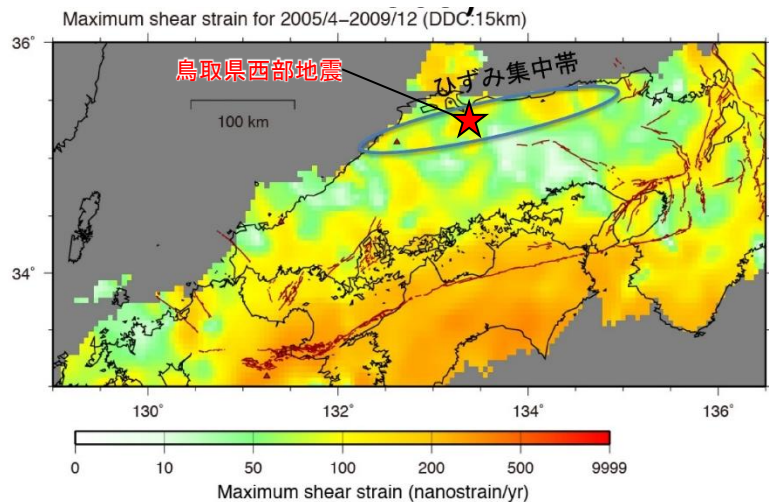 Maximum shear strain for 2005/4−2009/12 (DDC:15km)
36°
鳥取県西部地震
ひずみ集中帯
100 km
34°
130°
132°
134°
136°
0
10
50
100
200
500
9999
Maximum shear strain (nanostrain/yr)